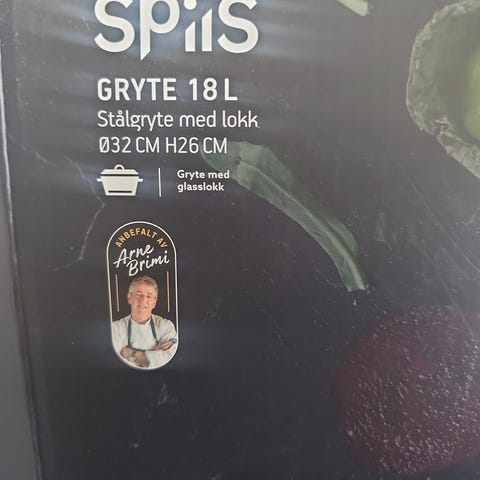 SPiiS
GRYTE 18 L
Stålgryte med lokk
Ø32 CM H26 CM
Gryte med
glasslokk
ANBEFALT AV
Arne
Brimi